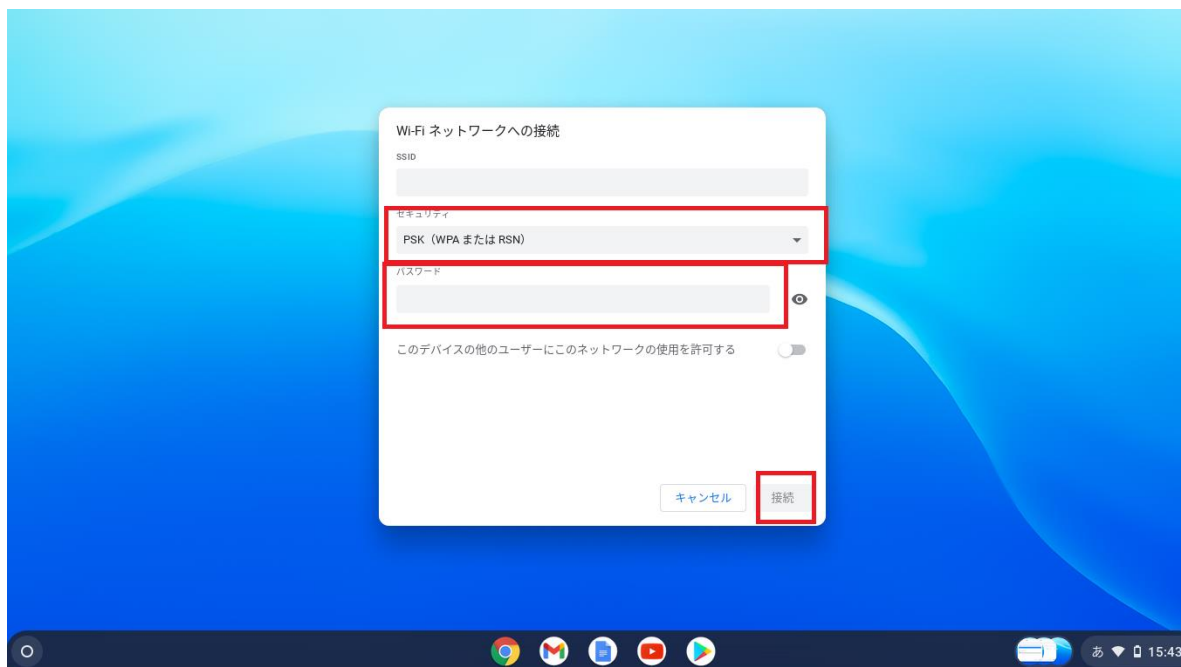 Wi-Fi ネットワークへの接続
SSID
セキュリティ
PSK（WPA または RSN）
パスワード
このデバイスの他のユーザーにこのネットワークの使用を許可する
キャンセル
接続
あ 15:43